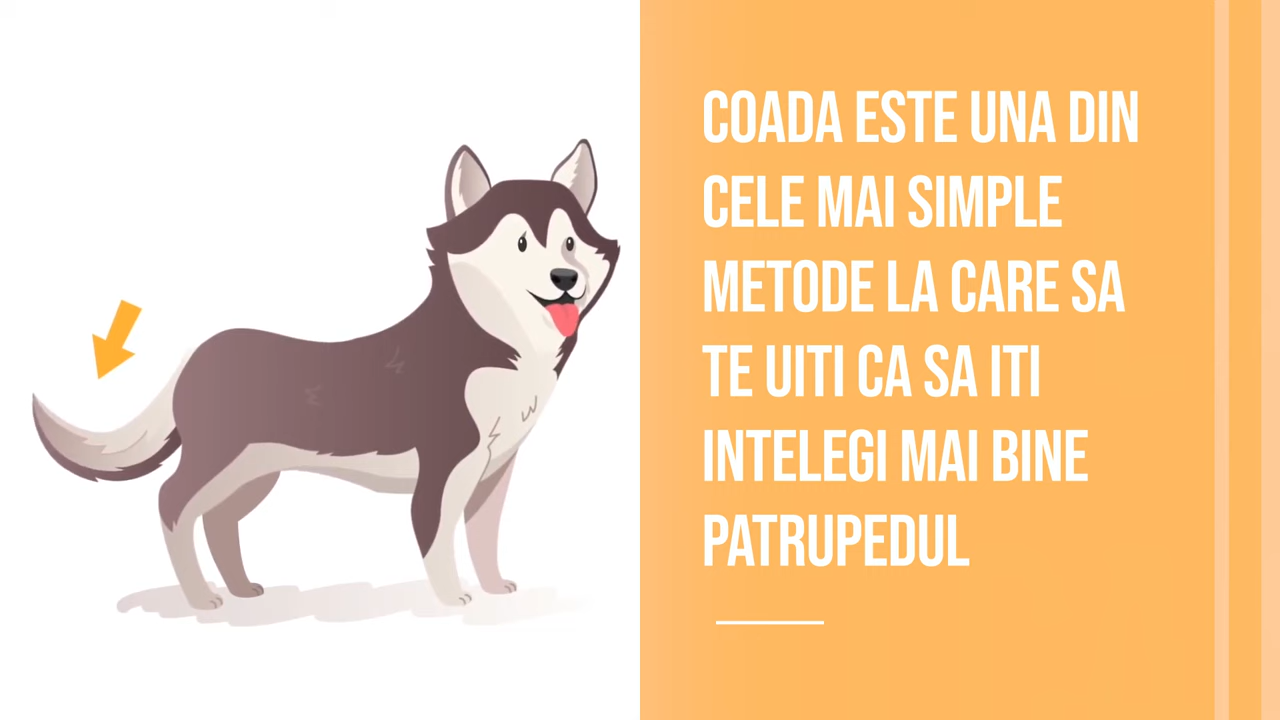 COADA ESTE UNA DIN
CELE MAI SIMPLE
METODE LA CARE SA
TE UITI CA SA ITI
INTELEGI MAI BINE
PATRUPEDUL